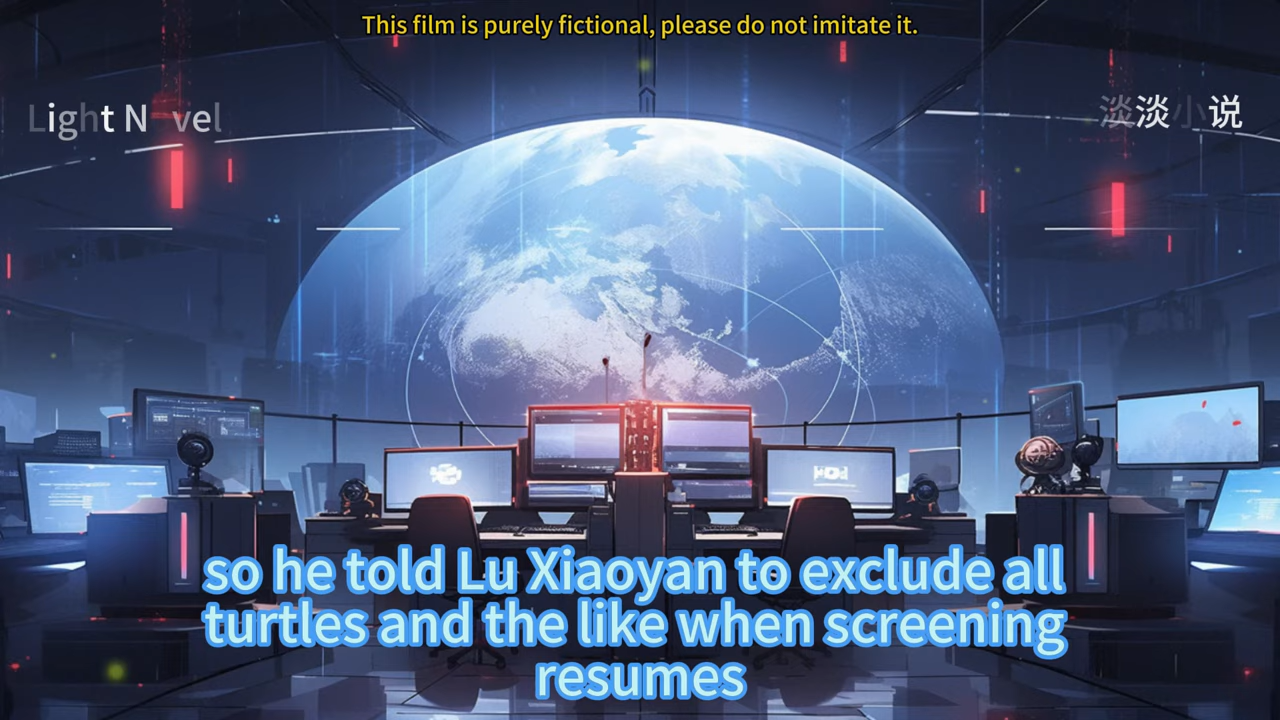 This film is purely fictional, please do not imitate it.
Light N vel
淡淡小说
so he told Lu Xiaoyan to exclude all
turtles and the like when screening
resumes